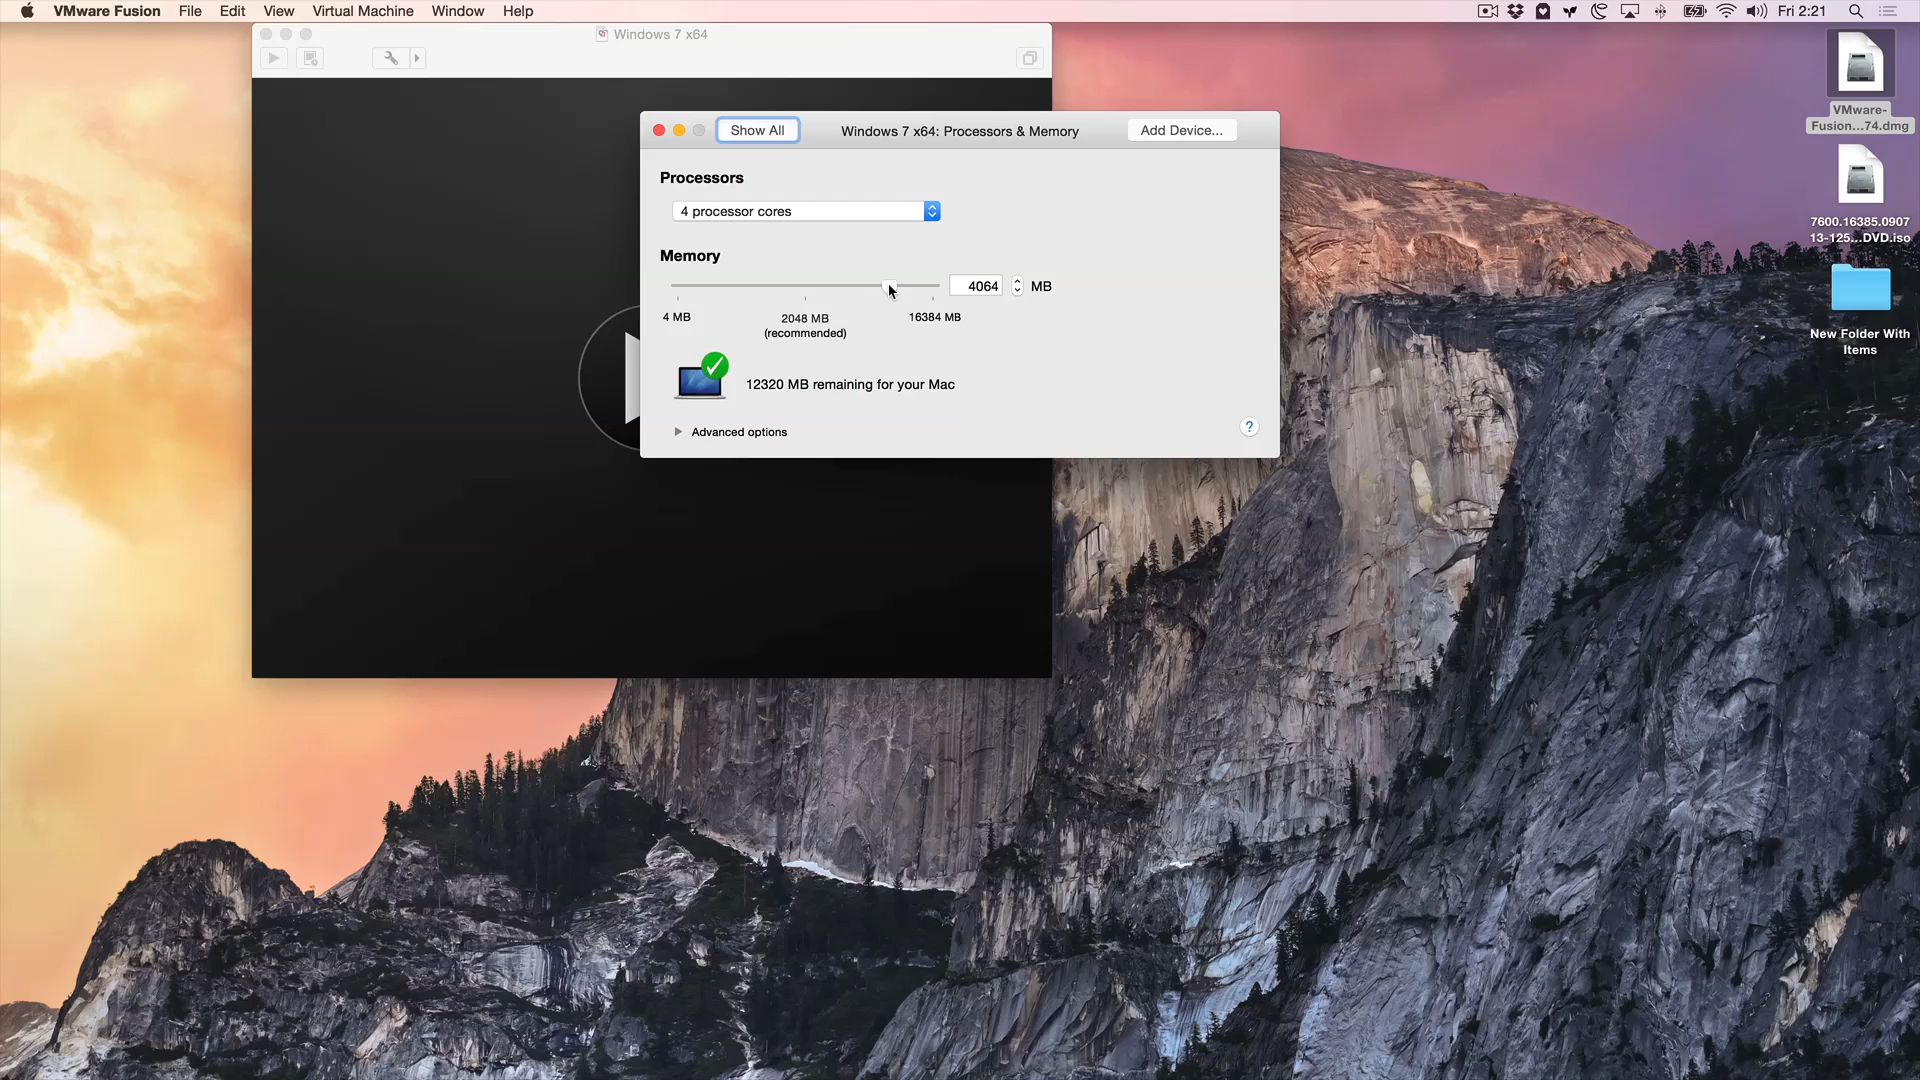 VMware Fusion File Edit View Virtual Machine Window Help Fri 2:21
Windows 7 x64
Show All Windows 7 x64: Processors & Memory Add Device...
Processors
4 processor cores
Memory
4064 MB
4 MB 2048 MB 16384 MB
(recommended)
12320 MB remaining for your Mac
Advanced options ?
VMware-
Fusion...74.dmg
7600.16385.0907
13-125...DVD.iso
New Folder With
Items